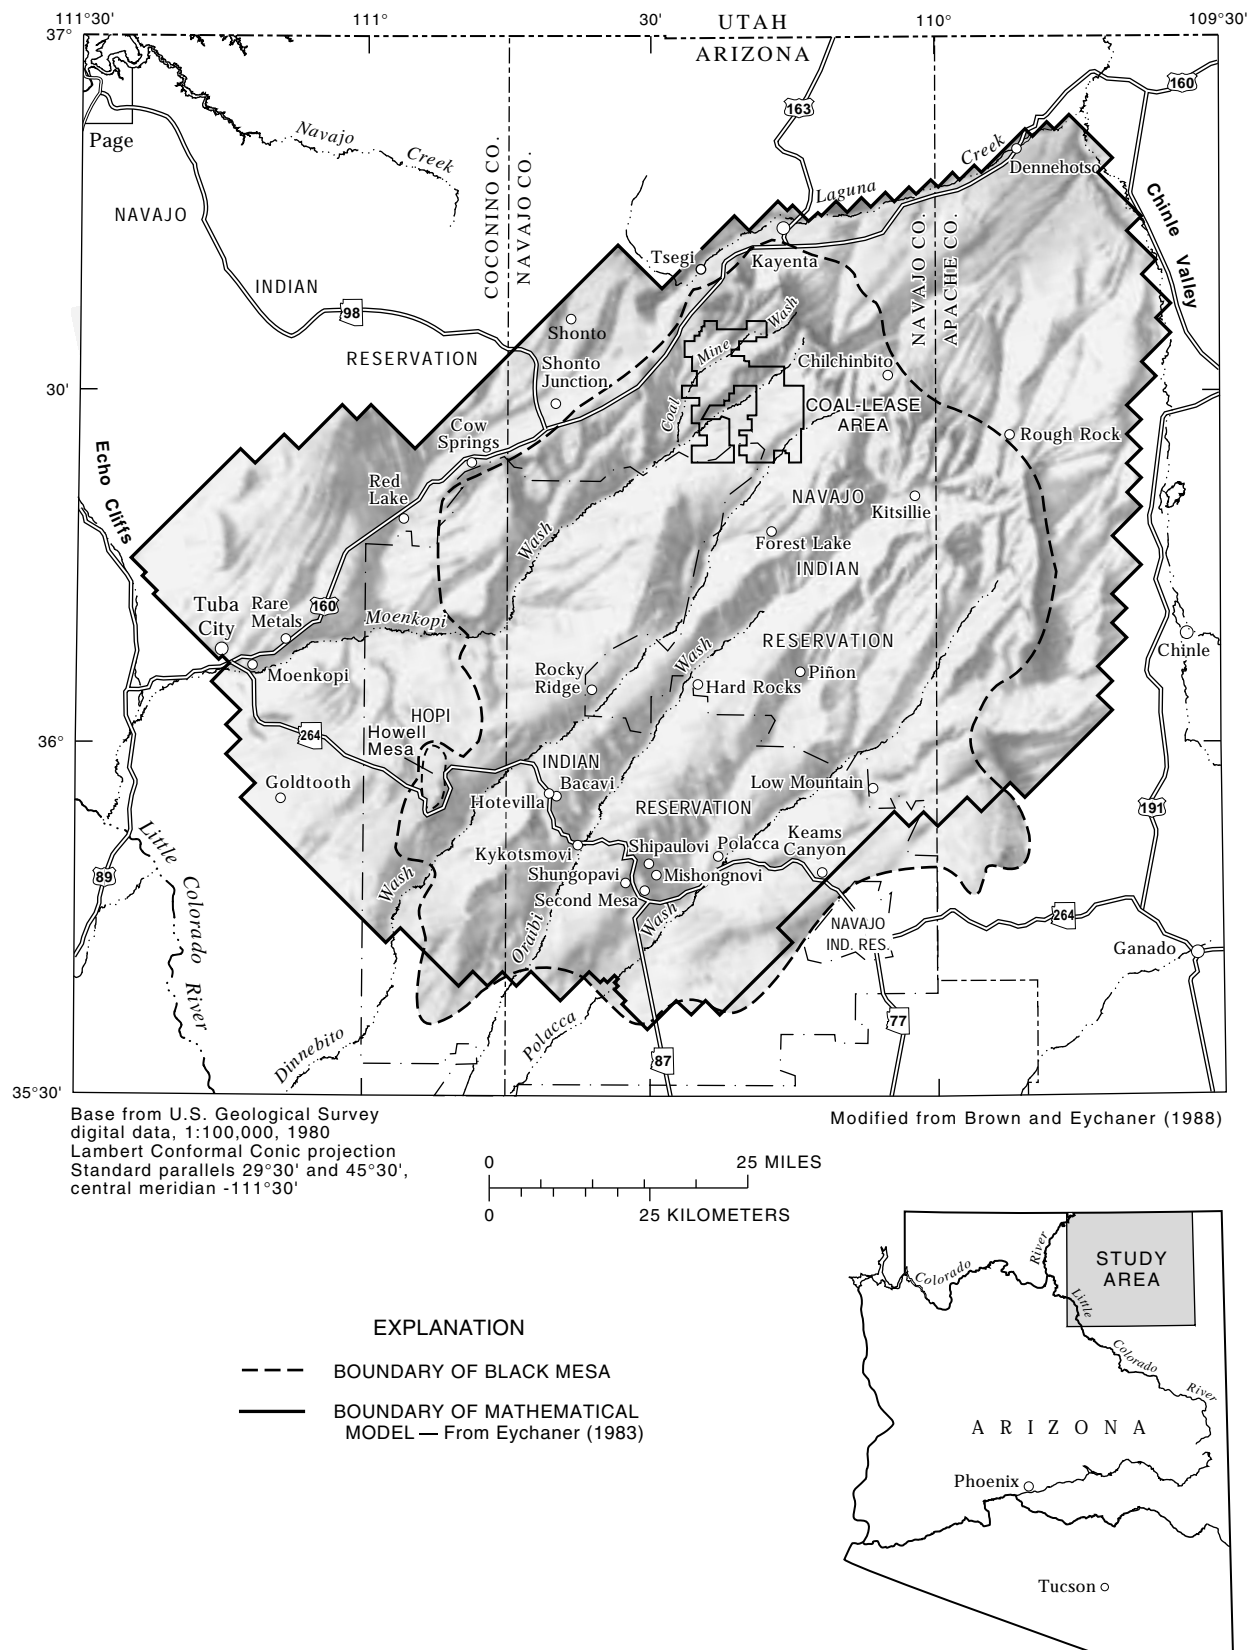 111°30'
111°
30'
UTAH
110°
109°30'
37°
ARIZONA
160
163
Page
Navajo
Creek
Creek
Dennehotso
COCONINO CO.
NAVAJO CO.
Laguna
Chinle Valley
NAVAJO
NAVAJO CO.
APACHE CO.
Tsegi
Kayenta
INDIAN
98
Wash
Shonto
Mine
RESERVATION
Shonto
Junction
Chilchinbito
30'
Coal
COAL-LEASE
AREA
Cow
Springs
Rough Rock
Echo Cliffs
Red
Lake
NAVAJO
Kitsillie
Wash
Forest Lake
INDIAN
Tuba
City
Rare
Metals
160
Moenkopi
RESERVATION
Chinle
Wash
Rocky
Ridge
Piñon
Moenkopi
Hard Rocks
HOPI
Howell
Mesa
264
36°
INDIAN
Goldtooth
Bacavi
Low Mountain
Hotevilla
RESERVATION
191
Little Colorado River
Keams
Canyon
Shipaulovi
Polacca
Kykotsmovi
89
Shungopavi
Mishongnovi
Wash
Second Mesa
Wash
264
NAVAJO
IND. RES.
Oraibi
Ganado
77
Polacca
Dinnebito
87
35°30'
Base from U.S. Geological Survey
digital data, 1:100,000, 1980
Lambert Conformal Conic projection
Standard parallels 29°30' and 45°30',
central meridian -111°30'
Modified from Brown and Eychaner (1988)
0
25 MILES
0
25 KILOMETERS
EXPLANATION
BOUNDARY OF BLACK MESA
BOUNDARY OF MATHEMATICAL
MODEL — From Eychaner (1983)
River
STUDY
AREA
Colorado
Little
Colorado
River
ARIZONA
Phoenix
Tucson